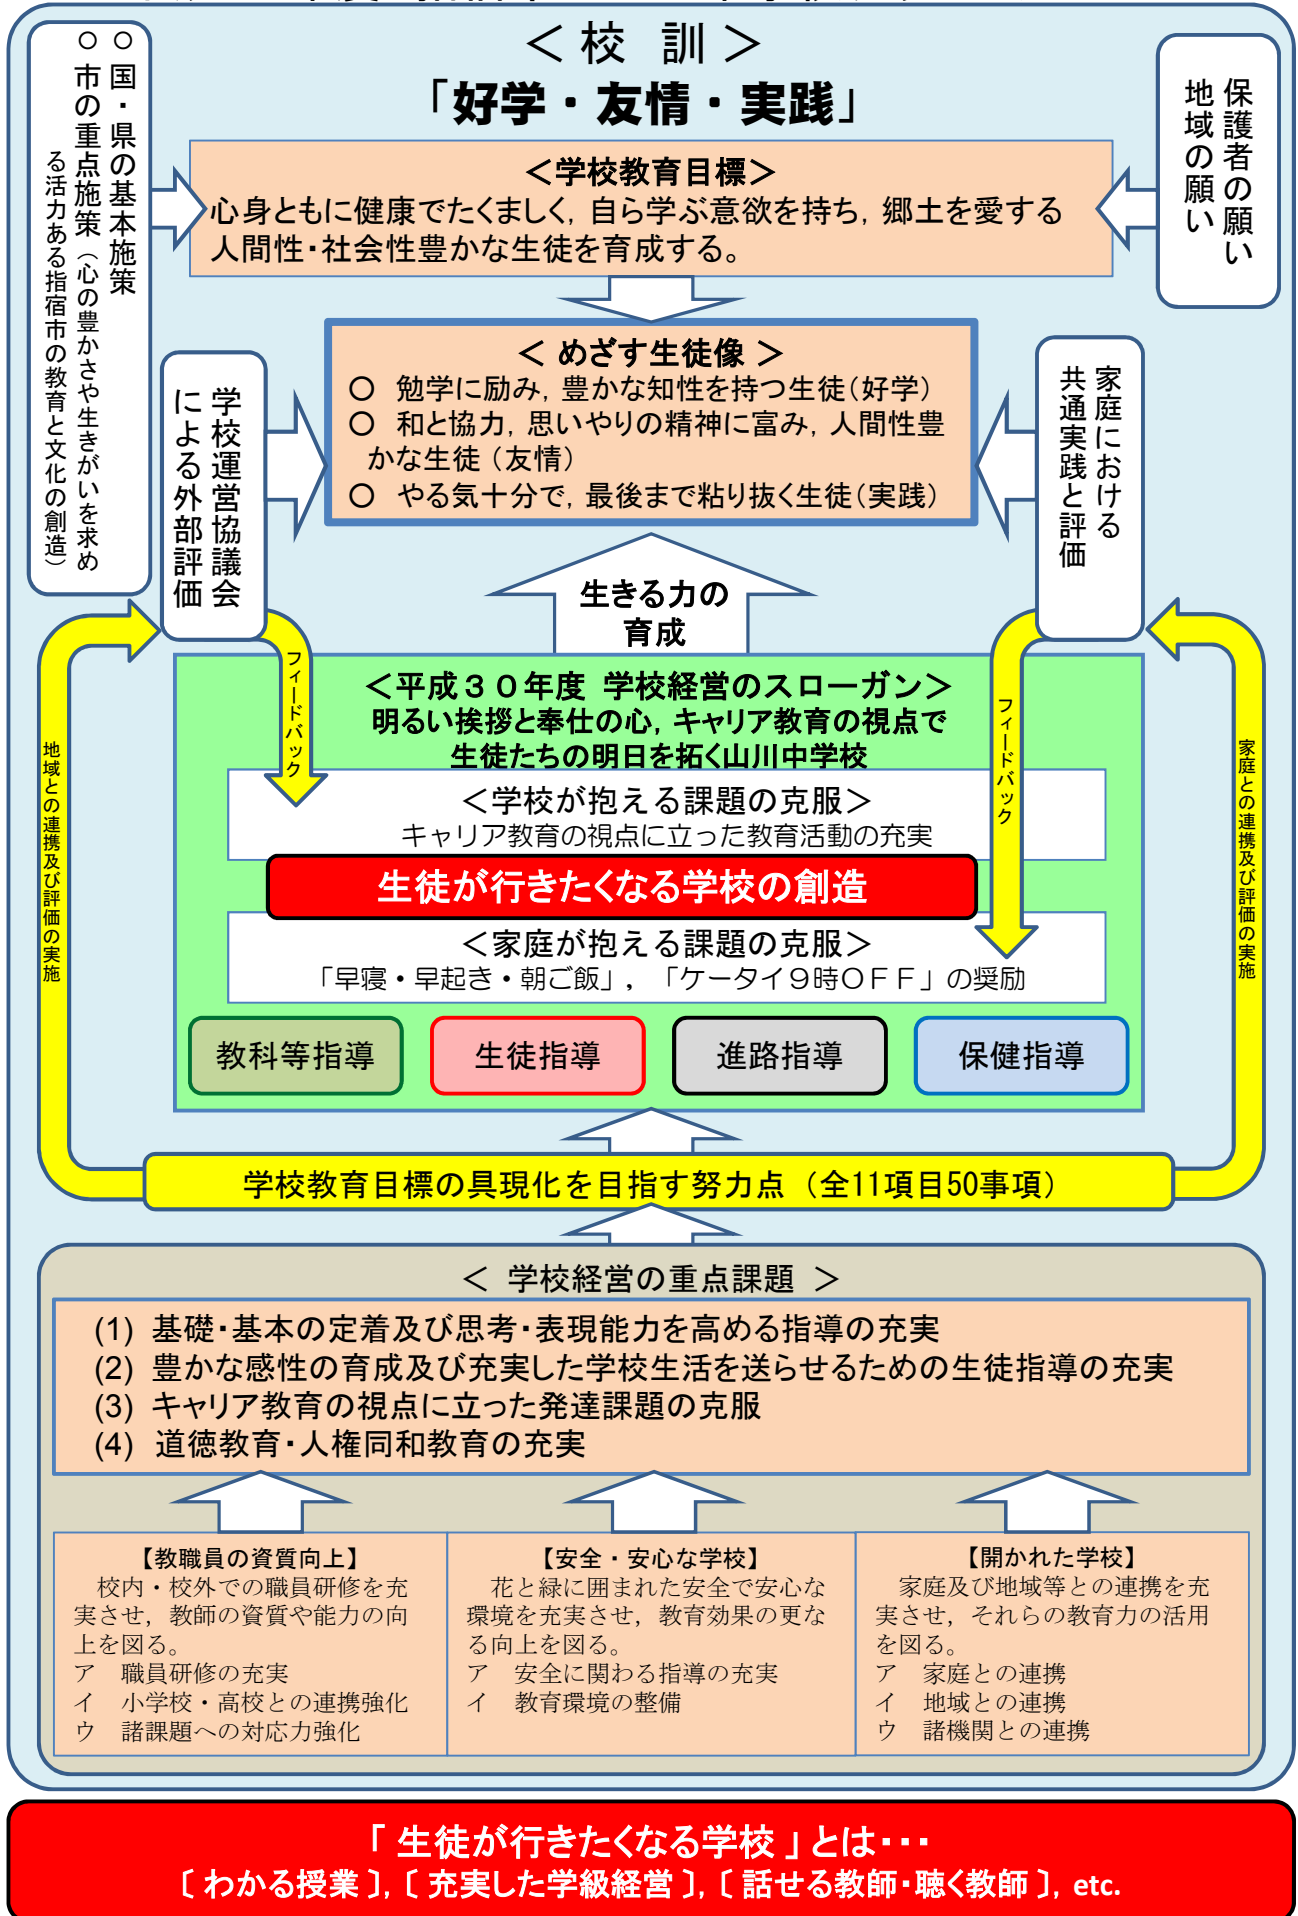 ＜校 訓＞
「好学・友情・実践」
○ 国・県の基本施策
○ 市の重点施策（心の豊かさや生きがいを求め
る活力ある指宿市の教育と文化の創造）
保護者の願い
地域の願い
＜学校教育目標＞
心身ともに健康でたくましく，自ら学ぶ意欲を持ち，郷土を愛する
人間性・社会性豊かな生徒を育成する。
＜ めざす生徒像 ＞
○ 勉学に励み，豊かな知性を持つ生徒（好学）
○ 和と協力，思いやりの精神に富み，人間性豊
かな生徒（友情）
○ やる気十分で，最後まで粘り抜く生徒（実践）
学校運営協議会
による外部評価
家庭における
共通実践と評価
生きる力の
育成
フィードバック
フィードバック
地域との連携及び評価の実施
家庭との連携及び評価の実施
＜平成３０年度 学校経営のスローガン＞
明るい挨拶と奉仕の心，キャリア教育の視点で
生徒たちの明日を拓く山川中学校
＜学校が抱える課題の克服＞
キャリア教育の視点に立った教育活動の充実
生徒が行きたくなる学校の創造
＜家庭が抱える課題の克服＞
「早寝・早起き・朝ご飯」，「ケータイ９時ＯＦＦ」の奨励
教科等指導
生徒指導
進路指導
保健指導
学校教育目標の具現化を目指す努力点（全11項目50事項）
＜ 学校経営の重点課題 ＞
(1) 基礎・基本の定着及び思考・表現能力を高める指導の充実
(2) 豊かな感性の育成及び充実した学校生活を送らせるための生徒指導の充実
(3) キャリア教育の視点に立った発達課題の克服
(4) 道徳教育・人権同和教育の充実
【教職員の資質向上】
校内・校外での職員研修を充
実させ，教師の資質や能力の向
上を図る。
ア 職員研修の充実
イ 小学校・高校との連携強化
ウ 諸課題への対応力強化
【安全・安心な学校】
花と緑に囲まれた安全で安心な
環境を充実させ，教育効果の更な
る向上を図る。
ア 安全に関わる指導の充実
イ 教育環境の整備
【開かれた学校】
家庭及び地域等との連携を充
実させ，それらの教育力の活用
を図る。
ア 家庭との連携
イ 地域との連携
ウ 諸機関との連携
「 生徒が行きたくなる学校 」とは・・・
〔 わかる授業 〕，〔 充実した学級経営 〕，〔 話せる教師・聴く教師 〕，etc.